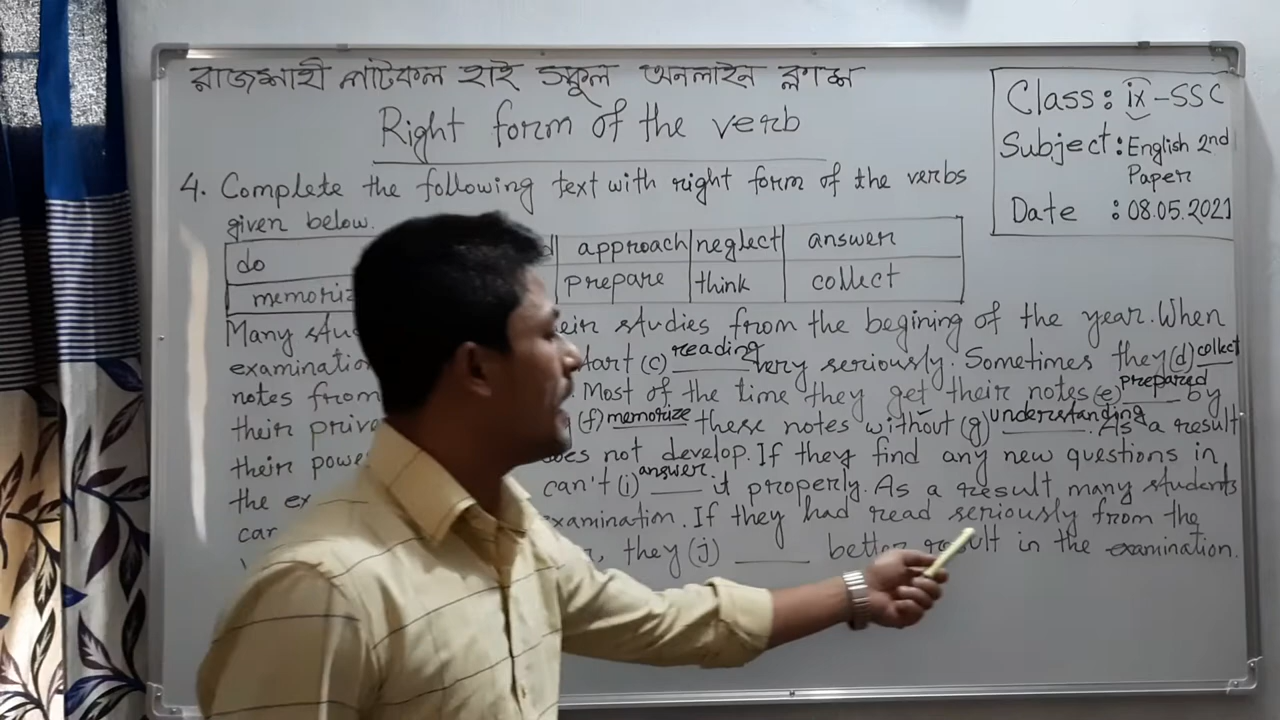 রাজশাহী লটিকল হাই স্কুল অনলাইন ক্লাশ
Right form of the verb
Class: ix-SSC
Subject: English 2nd
Paper
Date : 08.05.2021
4. Complete the following text with right form of the verbs
given below.
do approach neglect answer
memoriz prepare think collect
Many stu eir studies from the begining of the year. When
examination tart (c) reading very seriously. Sometimes they (d) collect
notes from . Most of the time they get their notes (e) prepared by
their priva (f) memorize these notes without (g) understanding. As a result
their powe oes not develop. If they find any new questions in
the ex can't (i) answer it properly. As a result many students
can examination. If they had read seriously from the
, they (j) ____ better result in the examination.